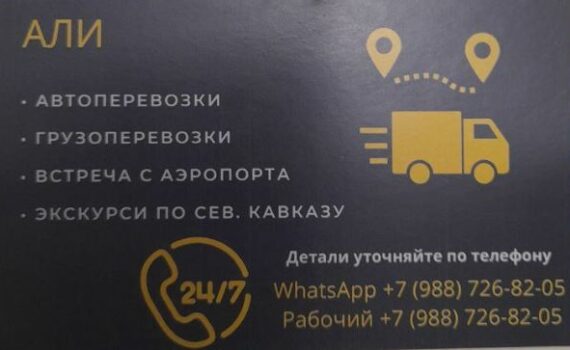 АЛИ
• АВТОПЕРЕВОЗКИ
• ГРУЗОПЕРЕВОЗКИ
• ВСТРЕЧА С АЭРОПОРТА
• ЭКСКУРСИ ПО СЕВ. КАВКАЗУ
Детали уточняйте по телефону
24/7
WhatsApp +7 (988) 726-82-05
Рабочий +7 (988) 726-82-05